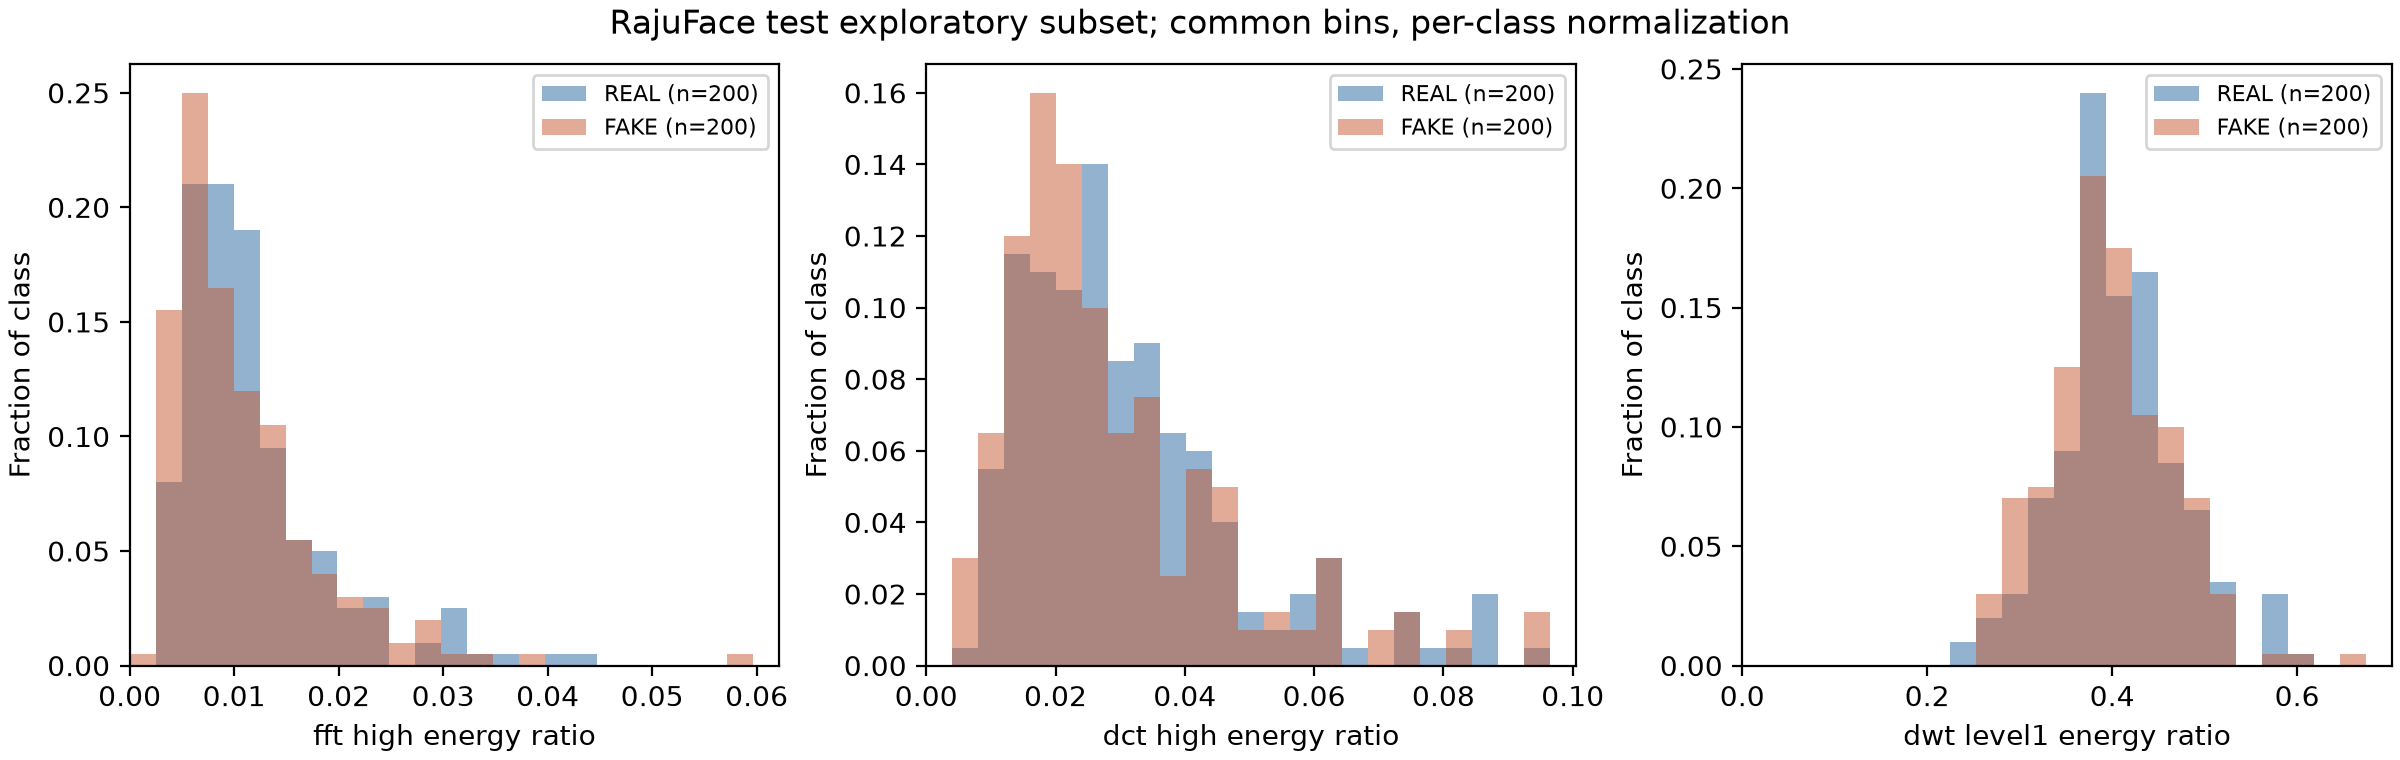 RajuFace test exploratory subset; common bins, per-class normalization
Fraction of class
0.25
0.20
0.15
0.10
0.05
0.00
REAL (n=200)
FAKE (n=200)
0.00 0.01 0.02 0.03 0.04 0.05 0.06
fft high energy ratio
Fraction of class
0.16
0.14
0.12
0.10
0.08
0.06
0.04
0.02
0.00
REAL (n=200)
FAKE (n=200)
0.00 0.02 0.04 0.06 0.08 0.10
dct high energy ratio
Fraction of class
0.25
0.20
0.15
0.10
0.05
0.00
REAL (n=200)
FAKE (n=200)
0.0 0.2 0.4 0.6
dwt level1 energy ratio